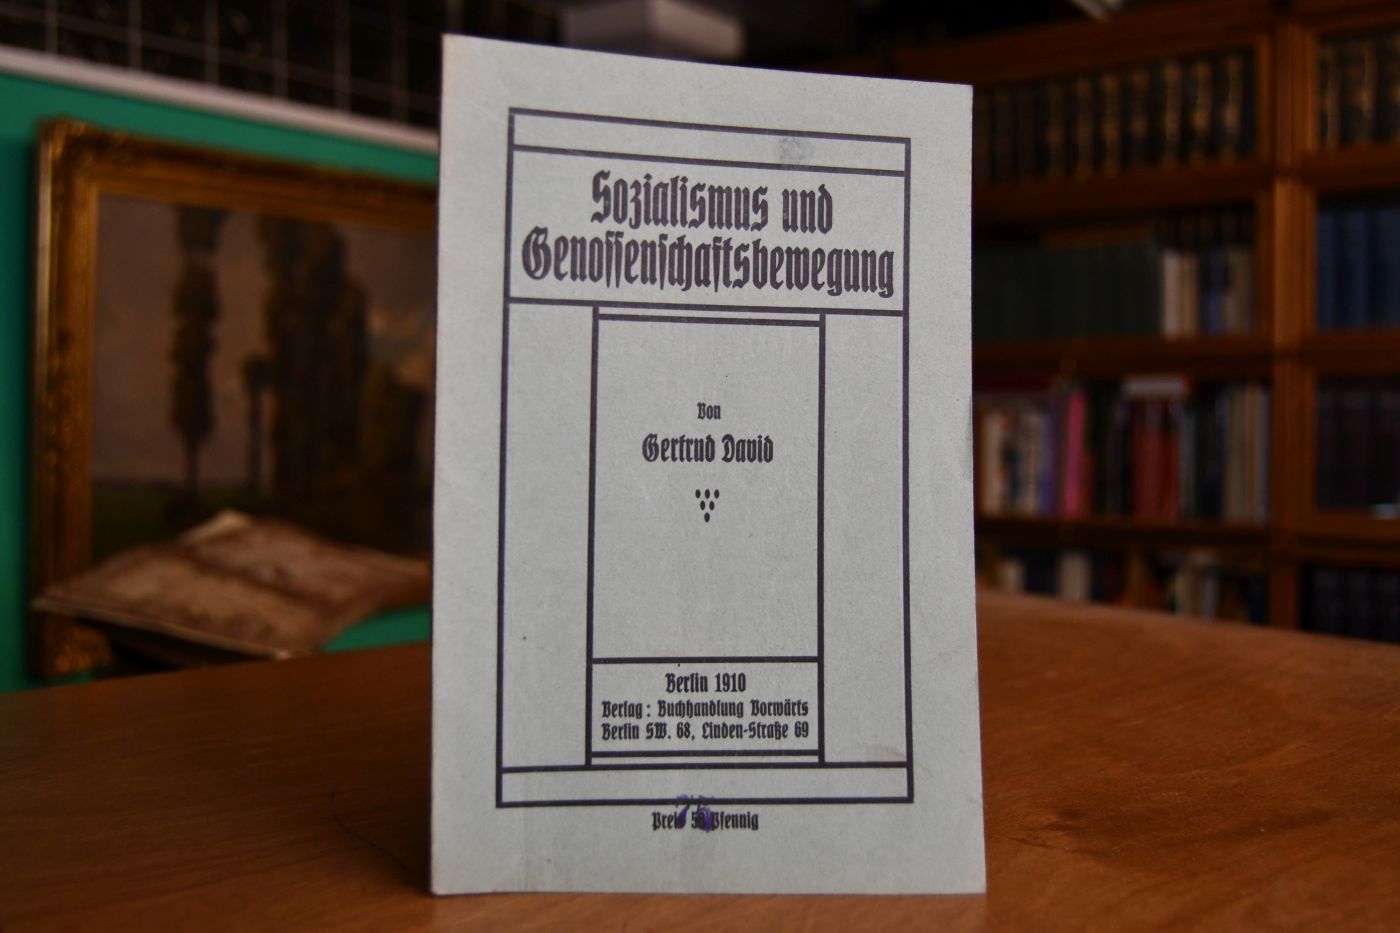 Sozialismus und
Genossenschaftsbewegung
Von
Gertrud David
Berlin 1910
Verlag: Buchhandlung Vorwärts
Berlin SW. 68, Linden-Straße 69
Preis 75 Pfennig